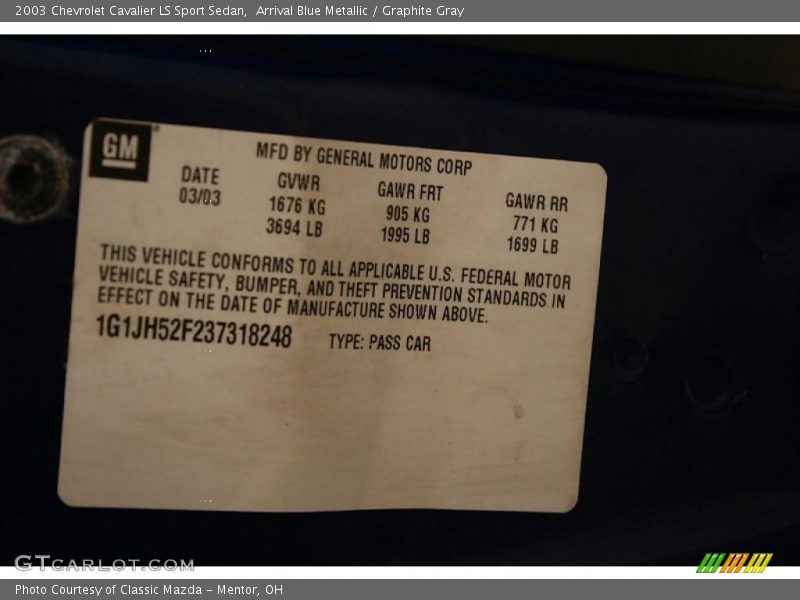 2003 Chevrolet Cavalier LS Sport Sedan,  Arrival Blue Metallic / Graphite Gray
GM
MFD BY GENERAL MOTORS CORP
DATE GVWR GAWR FRT GAWR RR
03/03 1676 KG 905 KG 771 KG
3694 LB 1995 LB 1699 LB
THIS VEHICLE CONFORMS TO ALL APPLICABLE U.S. FEDERAL MOTOR
VEHICLE SAFETY, BUMPER, AND THEFT PREVENTION STANDARDS IN
EFFECT ON THE DATE OF MANUFACTURE SHOWN ABOVE.
1G1JH52F237318248 TYPE: PASS CAR
GTCARLOT.COM
Photo Courtesy of Classic Mazda - Mentor, OH